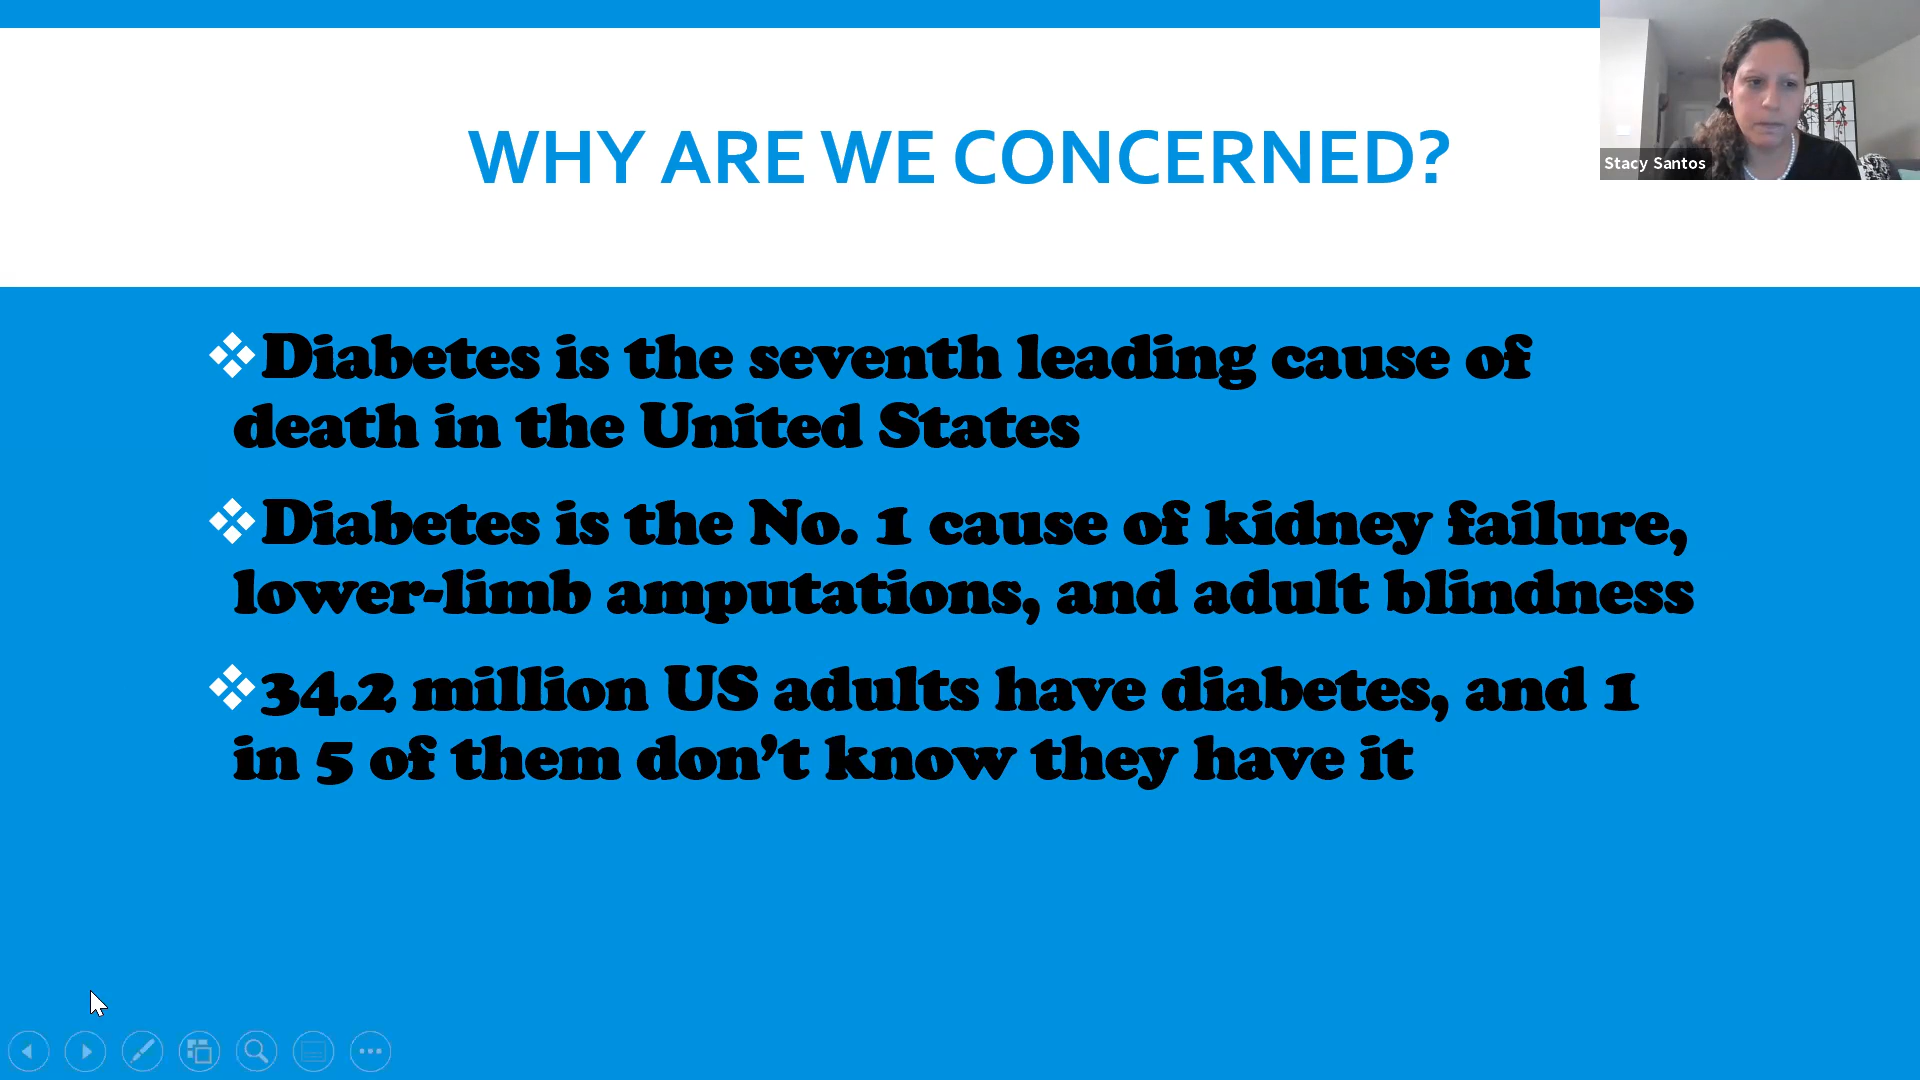 WHY ARE WE CONCERNED?
Stacy Santos
❖Diabetes is the seventh leading cause of
death in the United States
❖Diabetes is the No. 1 cause of kidney failure,
lower-limb amputations, and adult blindness
❖34.2 million US adults have diabetes, and 1
in 5 of them don’t know they have it